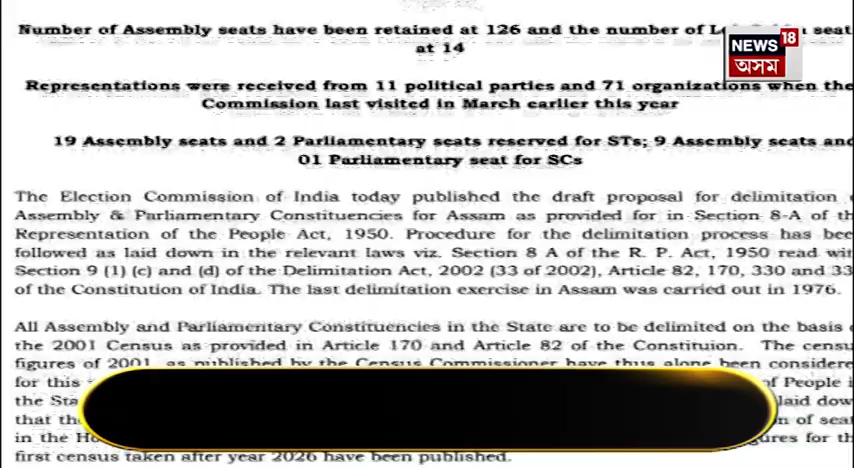 Number of Assembly seats have been retained at 126 and the number of seat
at 14
NEWS 18
অসম
Representations were received from 11 political parties and 71 organizations when the
Commission last visited in March earlier this year
19 Assembly seats and 2 Parliamentary seats reserved for STs; 9 Assembly seats and
01 Parliamentary seat for SCs
The Election Commission of India today published the draft proposal for delimitation
Assembly & Parliamentary Constituencies for Assam as provided for in Section 8-A of th
Representation of the People Act, 1950. Procedure for the delimitation process has bee
followed as laid down in the relevant laws viz. Section 8 A of the R. P. Act, 1950 read wit
Section 9 (1) (c) and (d) of the Delimitation Act, 2002 (33 of 2002), Article 82, 170, 330 and 33
of the Constitution of India. The last delimitation exercise in Assam was carried out in 1976.
All Assembly and Parliamentary Constituencies in the State are to be delimited on the basis
the 2001 Census as provided in Article 170 and Article 82 of the Constituion. The censu
figures of 2001, as published by the Census Commissioner have thus alone been considere
for this of People i
the Sta laid dow
that the n of seat
in the Ho gures for th
first census taken after year 2026 have been published.